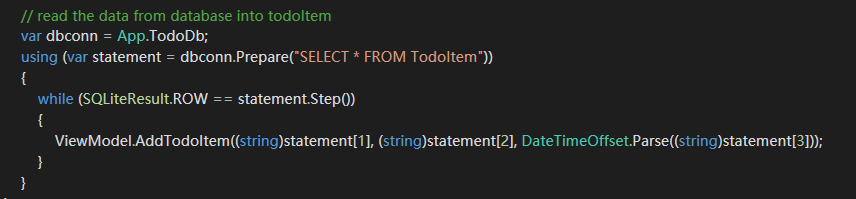 // read the data from database into todoItem
var dbconn = App.TodoDb;
using (var statement = dbconn.Prepare("SELECT * FROM TodoItem"))
{
while (SQLiteResult.ROW == statement.Step())
{
ViewModel.AddTodoItem((string)statement[1], (string)statement[2], DateTimeOffset.Parse((string)statement[3]));
}
}